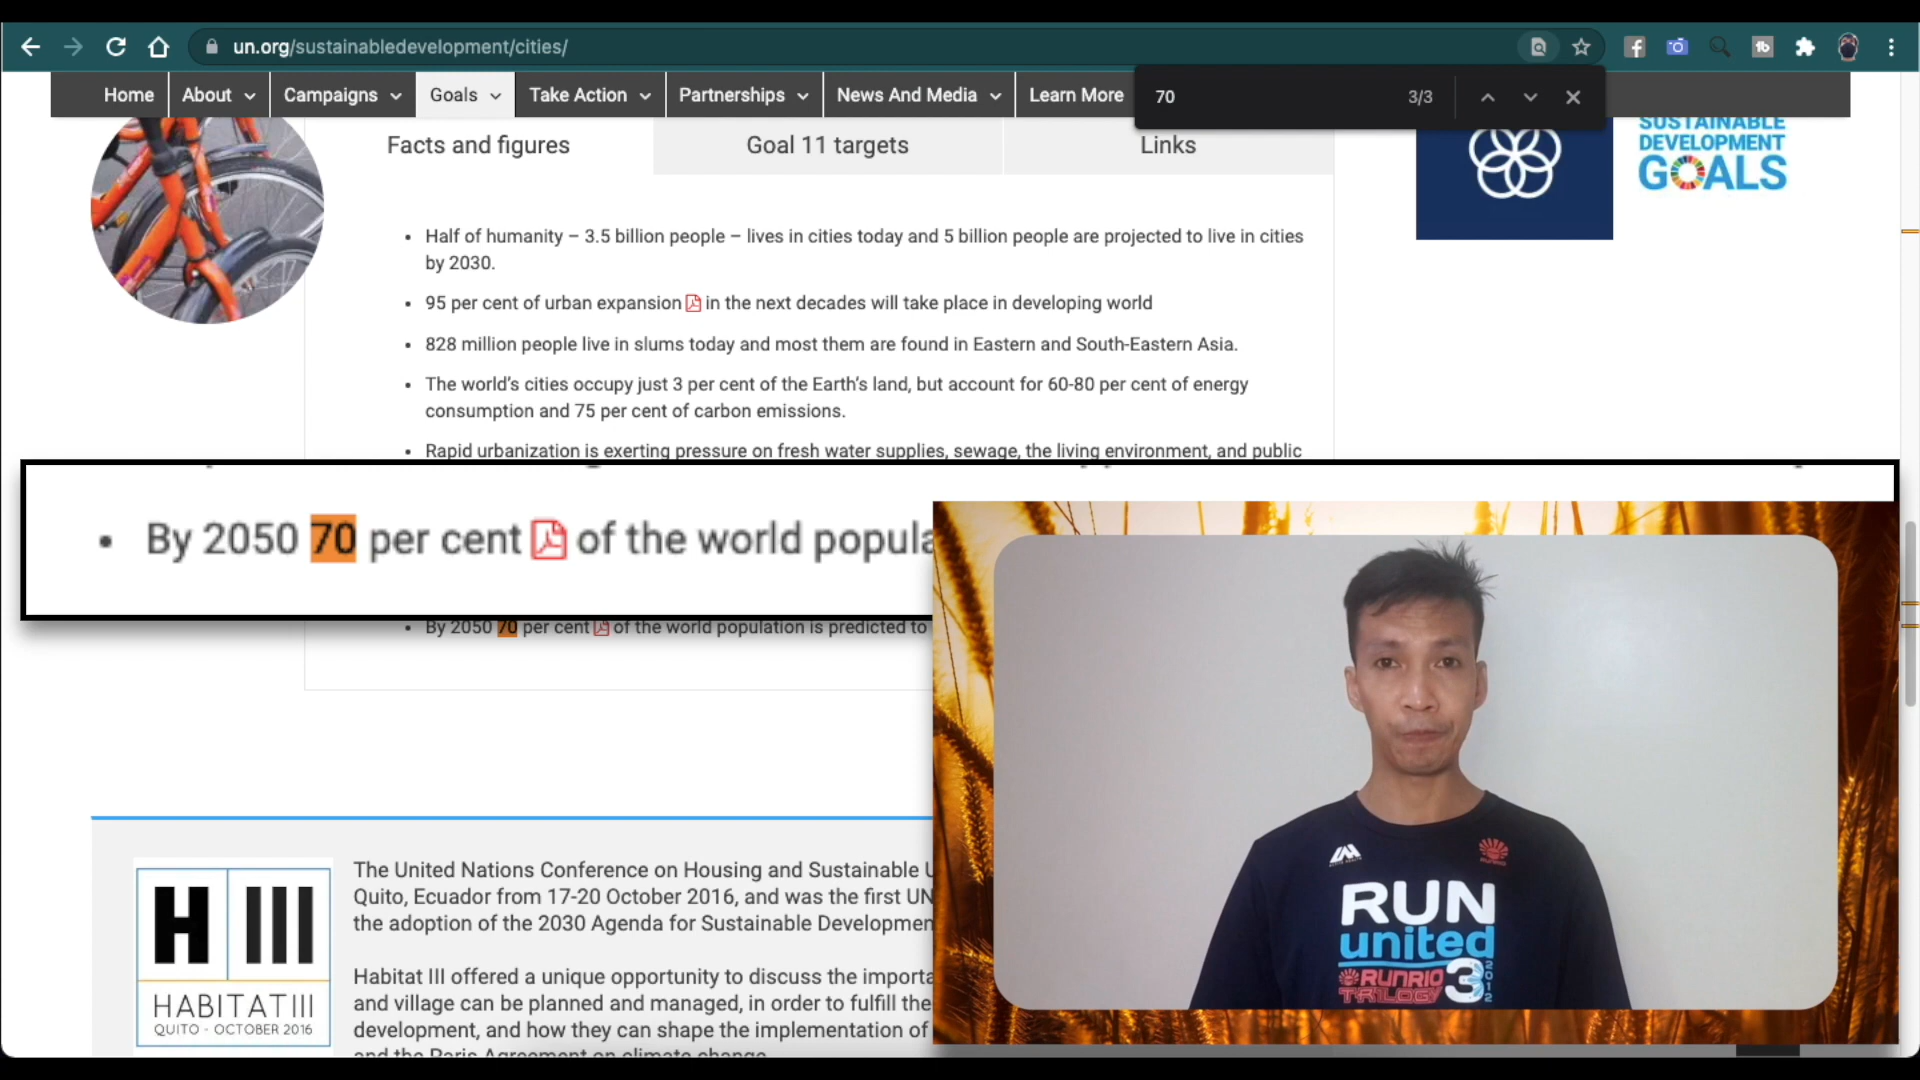 un.org/sustainabledevelopment/cities/
Home About Campaigns Goals Take Action Partnerships News And Media Learn More
70 3/3
Facts and figures Goal 11 targets Links
SUSTAINABLE
DEVELOPMENT
GOALS
• Half of humanity – 3.5 billion people – lives in cities today and 5 billion people are projected to live in cities
by 2030.
• 95 per cent of urban expansion in the next decades will take place in developing world
• 828 million people live in slums today and most them are found in Eastern and South-Eastern Asia.
• The world's cities occupy just 3 per cent of the Earth's land, but account for 60-80 per cent of energy
consumption and 75 per cent of carbon emissions.
• Rapid urbanization is exerting pressure on fresh water supplies, sewage, the living environment, and public
• By 2050 70 per cent of the world popula
• By 2050 70 per cent of the world population is predicted to
The United Nations Conference on Housing and Sustainable U
Quito, Ecuador from 17-20 October 2016, and was the first UN
the adoption of the 2030 Agenda for Sustainable Developmen
Habitat III offered a unique opportunity to discuss the importa
and village can be planned and managed, in order to fulfill the
development, and how they can shape the implementation of
and the Paris Agreement on climate change
H III
HABITAT III
QUITO - OCTOBER 2016
RUN
united
RUNRIO
TRILOGY 3
2012